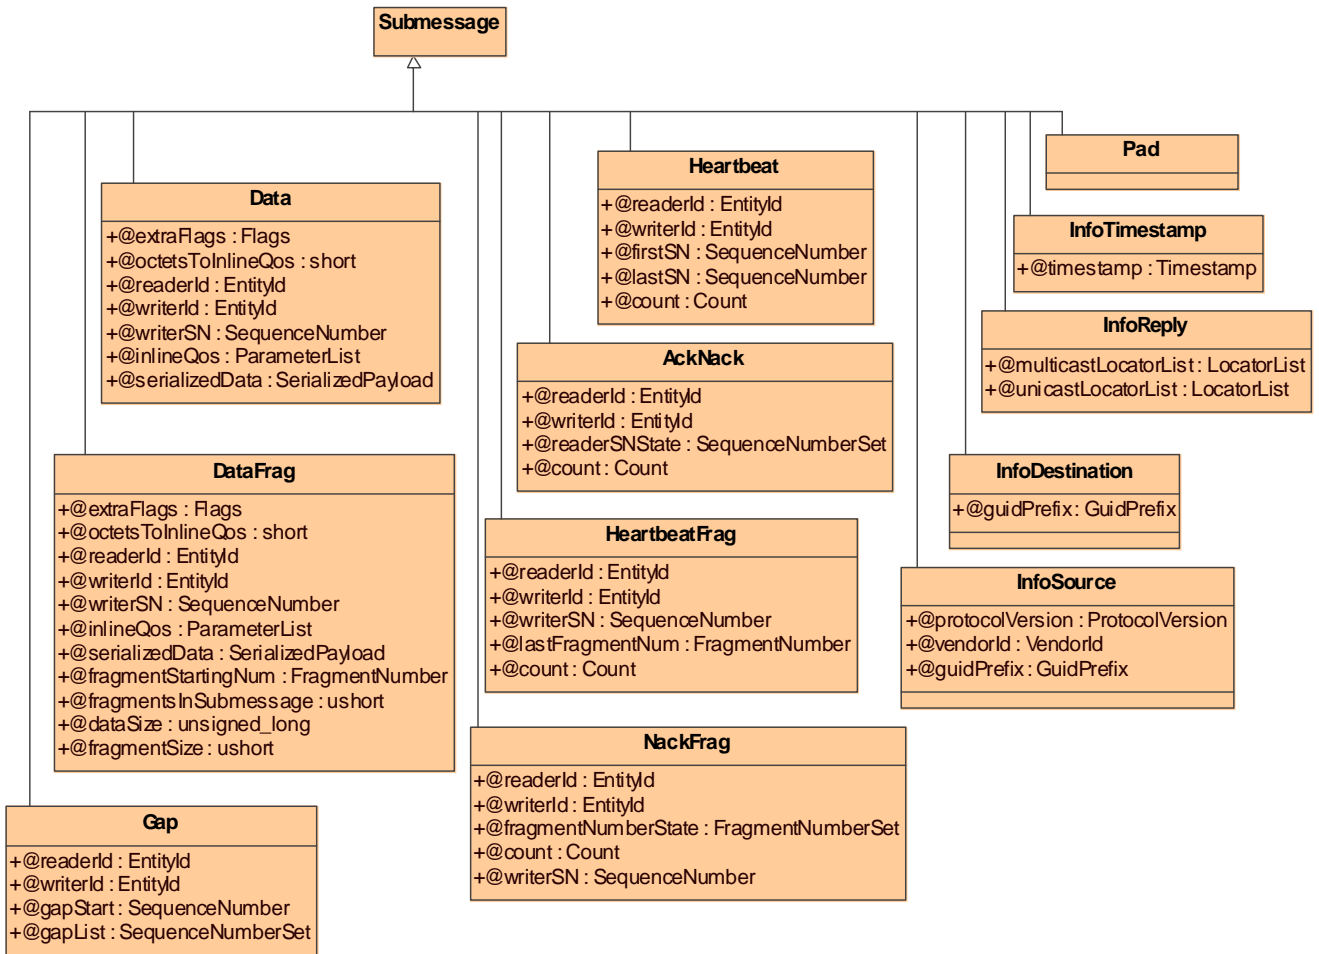 Submessage
Data
+@extraFlags : Flags
+@octetsToInlineQos : short
+@readerId : EntityId
+@writerId : EntityId
+@writerSN : SequenceNumber
+@inlineQos : ParameterList
+@serializedData : SerializedPayload
DataFrag
+@extraFlags : Flags
+@octetsToInlineQos : short
+@readerId : EntityId
+@writerId : EntityId
+@writerSN : SequenceNumber
+@inlineQos : ParameterList
+@serializedData : SerializedPayload
+@fragmentStartingNum : FragmentNumber
+@fragmentsInSubmessage : ushort
+@dataSize : unsigned_long
+@fragmentSize : ushort
Gap
+@readerId : EntityId
+@writerId : EntityId
+@gapStart : SequenceNumber
+@gapList : SequenceNumberSet
Heartbeat
+@readerId : EntityId
+@writerId : EntityId
+@firstSN : SequenceNumber
+@lastSN : SequenceNumber
+@count : Count
AckNack
+@readerId : EntityId
+@writerId : EntityId
+@readerSNState : SequenceNumberSet
+@count : Count
HeartbeatFrag
+@readerId : EntityId
+@writerId : EntityId
+@writerSN : SequenceNumber
+@lastFragmentNum : FragmentNumber
+@count : Count
NackFrag
+@readerId : EntityId
+@writerId : EntityId
+@fragmentNumberState : FragmentNumberSet
+@count : Count
+@writerSN : SequenceNumber
Pad
InfoTimestamp
+@timestamp : Timestamp
InfoReply
+@multicastLocatorList : LocatorList
+@unicastLocatorList : LocatorList
InfoDestination
+@guidPrefix : GuidPrefix
InfoSource
+@protocolVersion : ProtocolVersion
+@vendorId : VendorId
+@guidPrefix : GuidPrefix